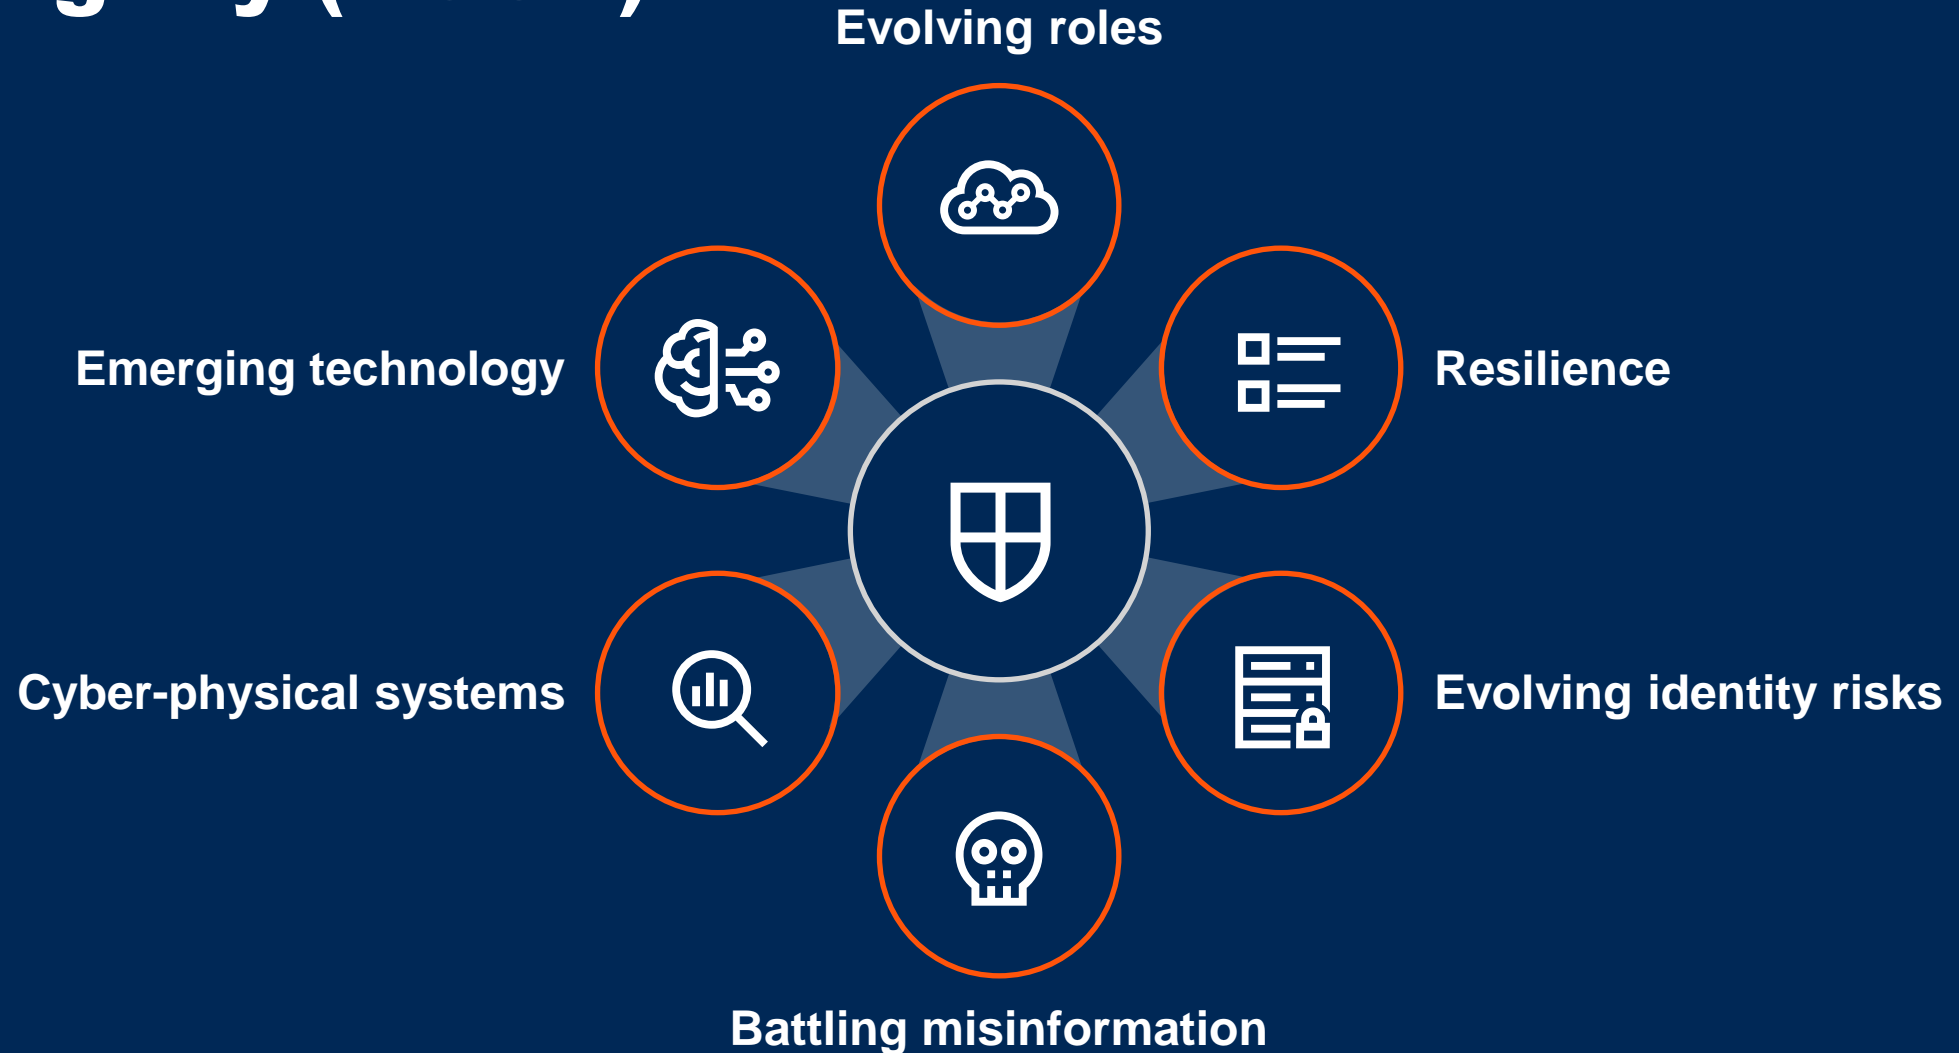 Evolving roles
Emerging technology
Resilience
Cyber-physical systems
Evolving identity risks
Battling misinformation